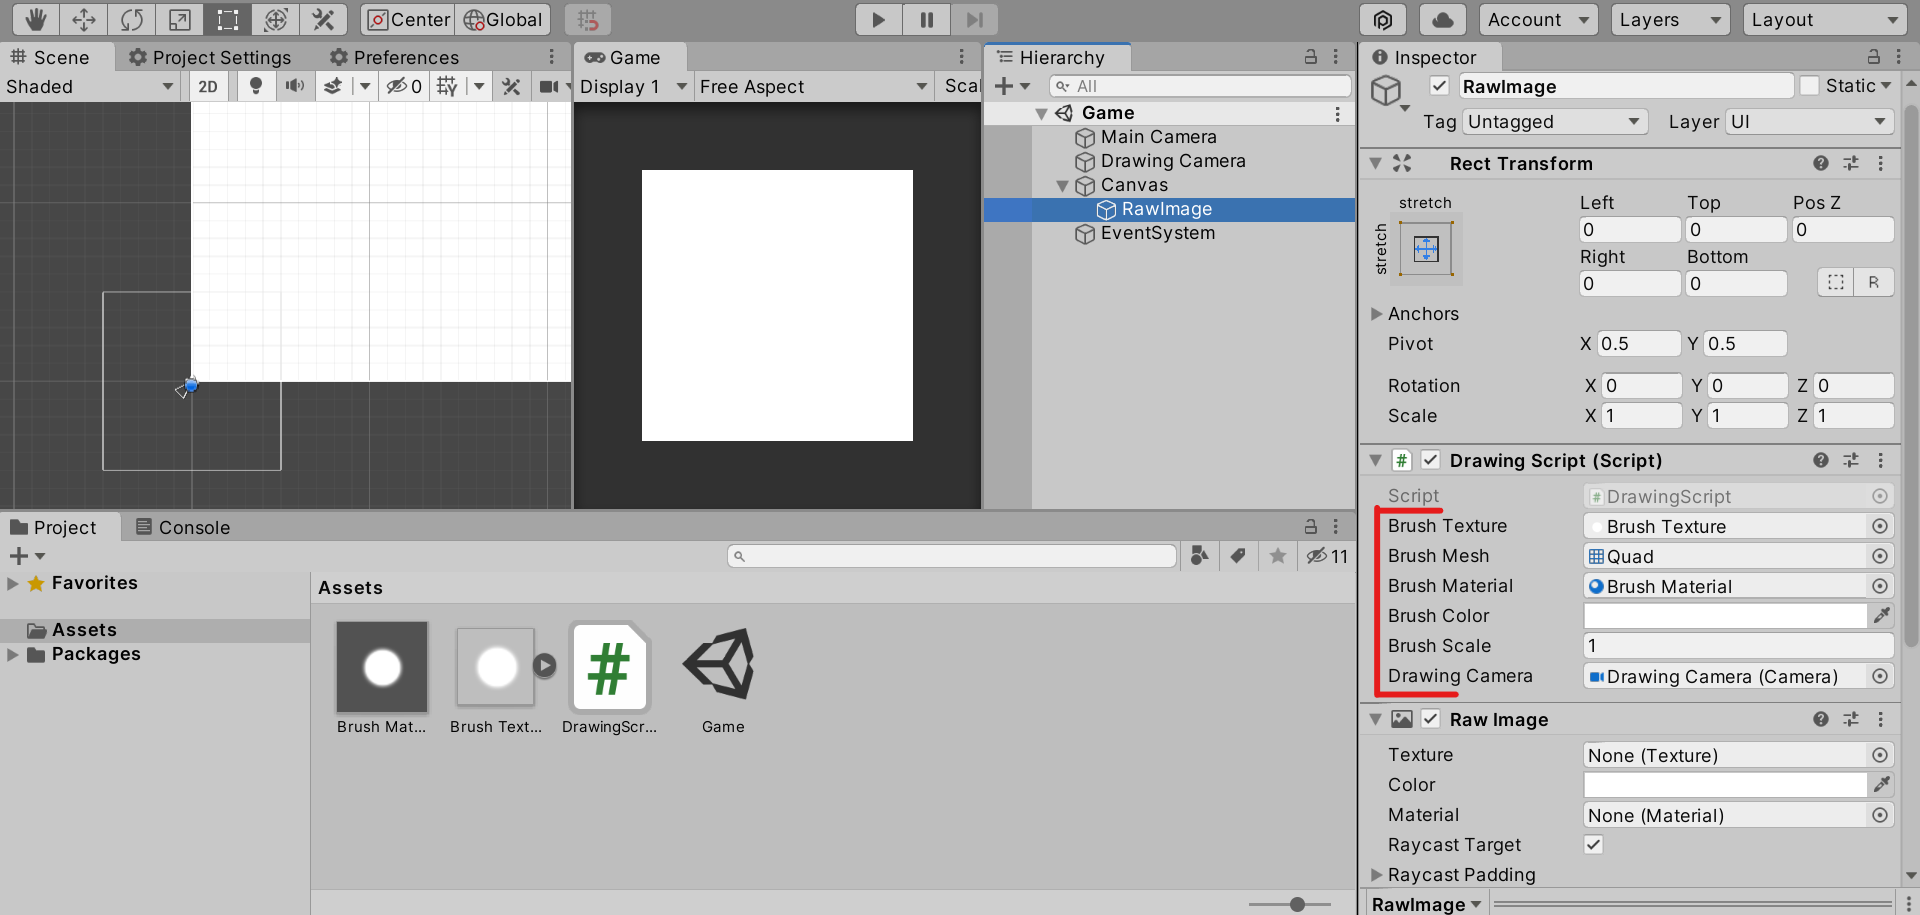 Center Global Account Layers Layout
Scene Project Settings Preferences
Game
Hierarchy
Inspector
Shaded 2D 0
Display 1 Free Aspect Scal
All
Game
Main Camera
Drawing Camera
Canvas
RawImage
EventSystem
RawImage Static
Tag Untagged Layer UI
Rect Transform
stretch Left Top Pos Z
stretch 0 0 0
Right Bottom
0 0 R
Anchors
Pivot X 0.5 Y 0.5
Rotation X 0 Y 0 Z 0
Scale X 1 Y 1 Z 1
# Drawing Script (Script)
Script # DrawingScript
Brush Texture Brush Texture
Brush Mesh Quad
Brush Material Brush Material
Brush Color
Brush Scale 1
Drawing Camera Drawing Camera (Camera)
Raw Image
Texture None (Texture)
Color
Material None (Material)
Raycast Target
Raycast Padding
RawImage
Project Console
11
Favorites
Assets
Packages
Assets
#
Brush Mat... Brush Text... DrawingScr... Game